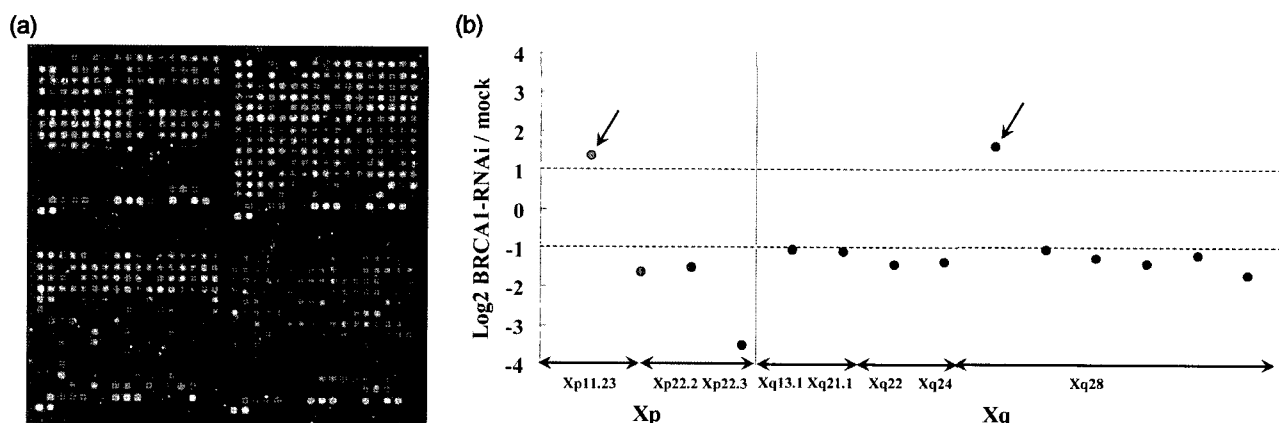 (a)
(b)
Log2 BRCA1-RNAi / mock
4
3
2
1
0
-1
-2
-3
-4
Xp11.23
Xp22.2 Xp22.3
Xq13.1 Xq21.1
Xq22
Xq24
Xq28
Xp
Xq